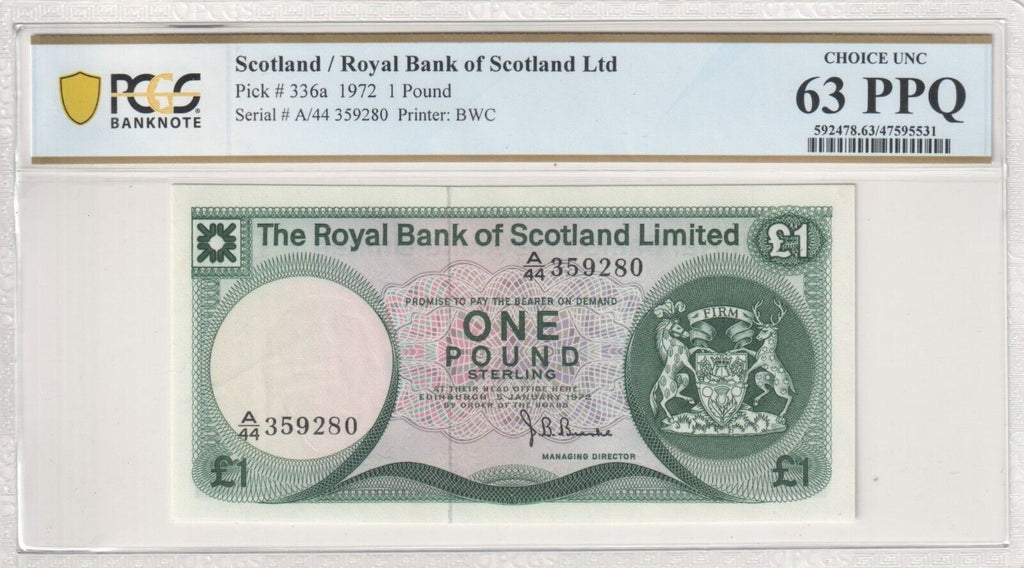 PCGS
BANKNOTE
Scotland / Royal Bank of Scotland Ltd
Pick # 336a 1972 1 Pound
Serial # A/44 359280 Printer: BWC
CHOICE UNC
63 PPQ
592478.63/47595531
The Royal Bank of Scotland Limited
£1
A/44 359280
PROMISE TO PAY THE BEARER ON DEMAND
ONE
POUND
STERLING
AT THEIR HEAD OFFICE HERE
EDINBURGH 5 JANUARY 1972
BY ORDER OF THE BOARD
FIRM
A/44 359280
J.B. Burke
MANAGING DIRECTOR
£1
£1